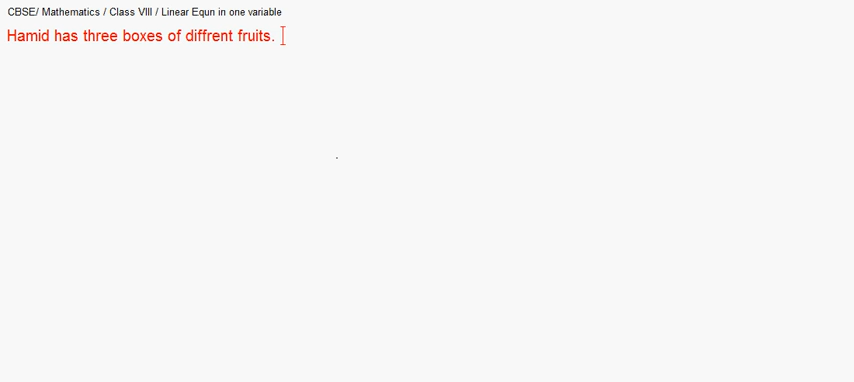 CBSE/ Mathematics / Class VIII / Linear Equn in one variable
Hamid has three boxes of diffrent fruits.